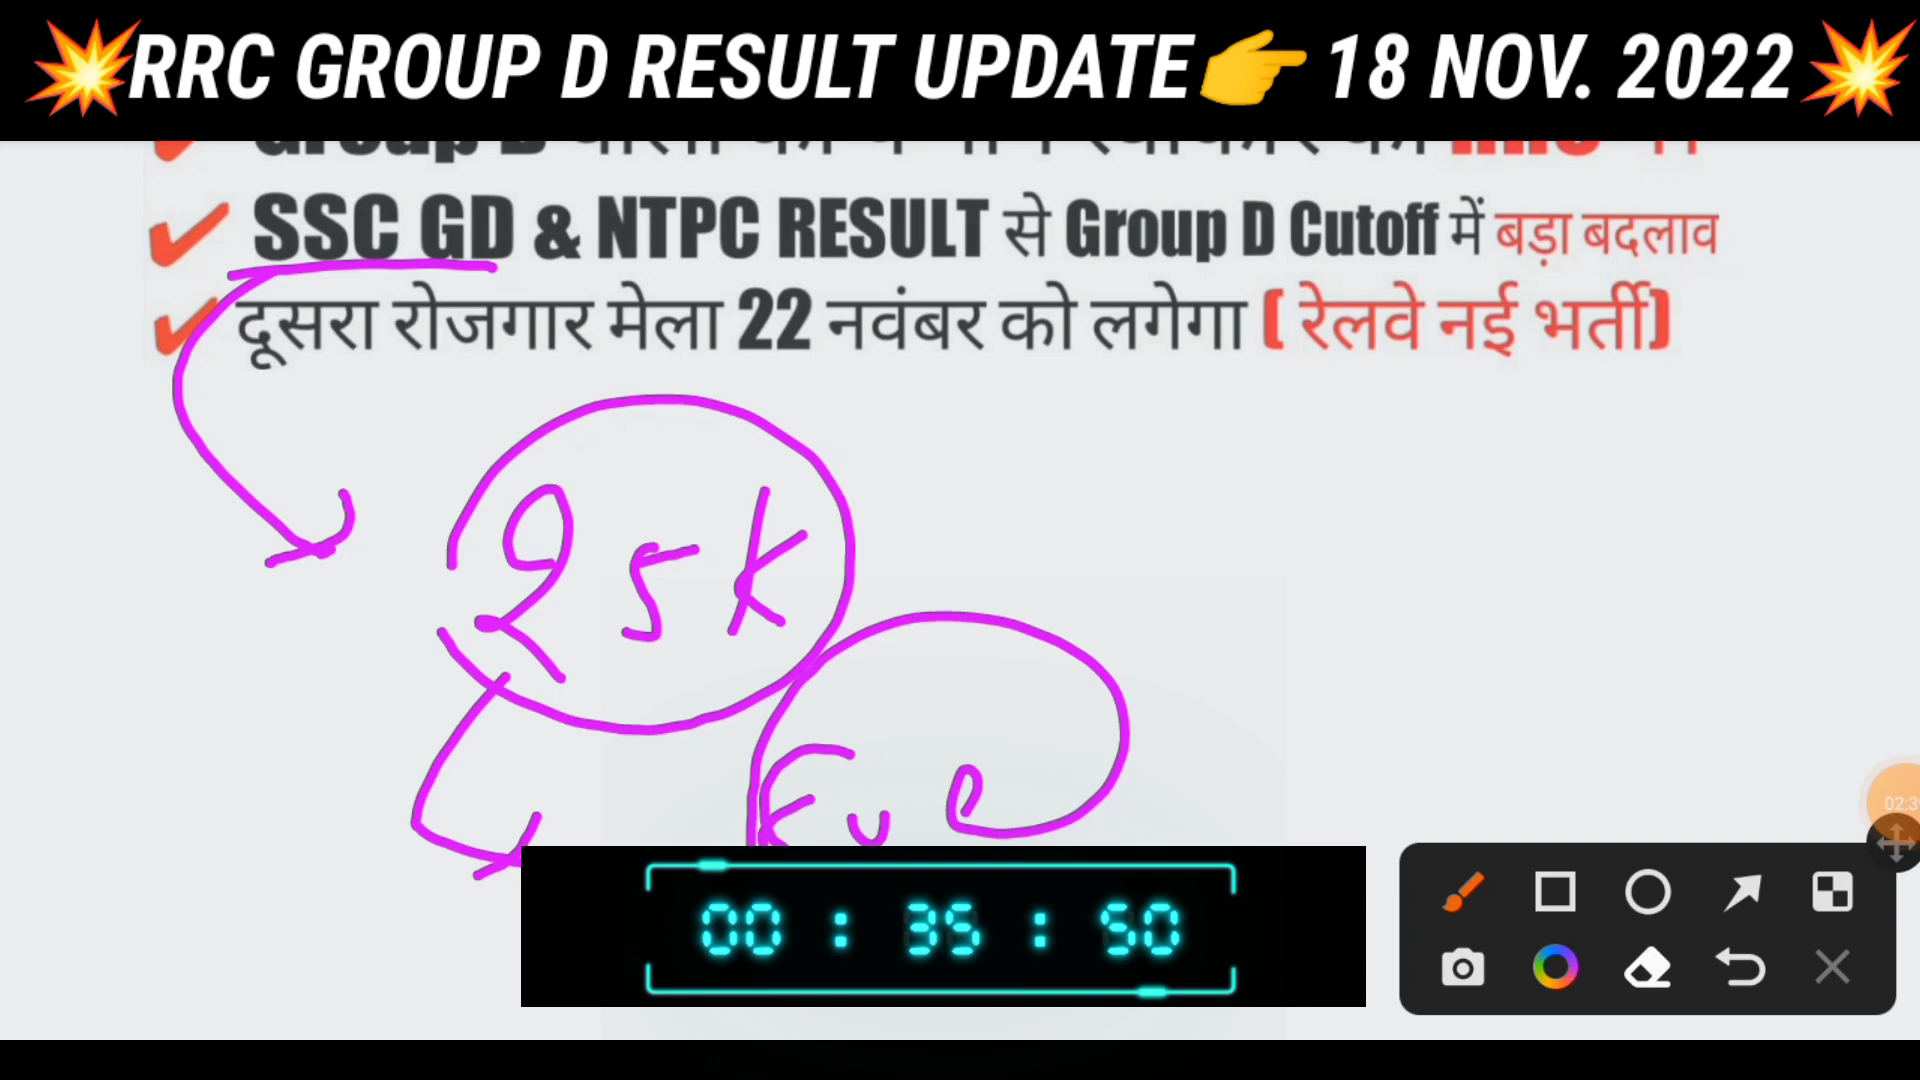 💥RRC GROUP D RESULT UPDATE👉 18 NOV. 2022💥
Group D
✔ SSC GD & NTPC RESULT से Group D Cutoff में बड़ा बदलाव
✔ दूसरा रोजगार मेला 22 नवंबर को लगेगा ( रेलवे नई भर्ती)
25K
00 : 35 : 50